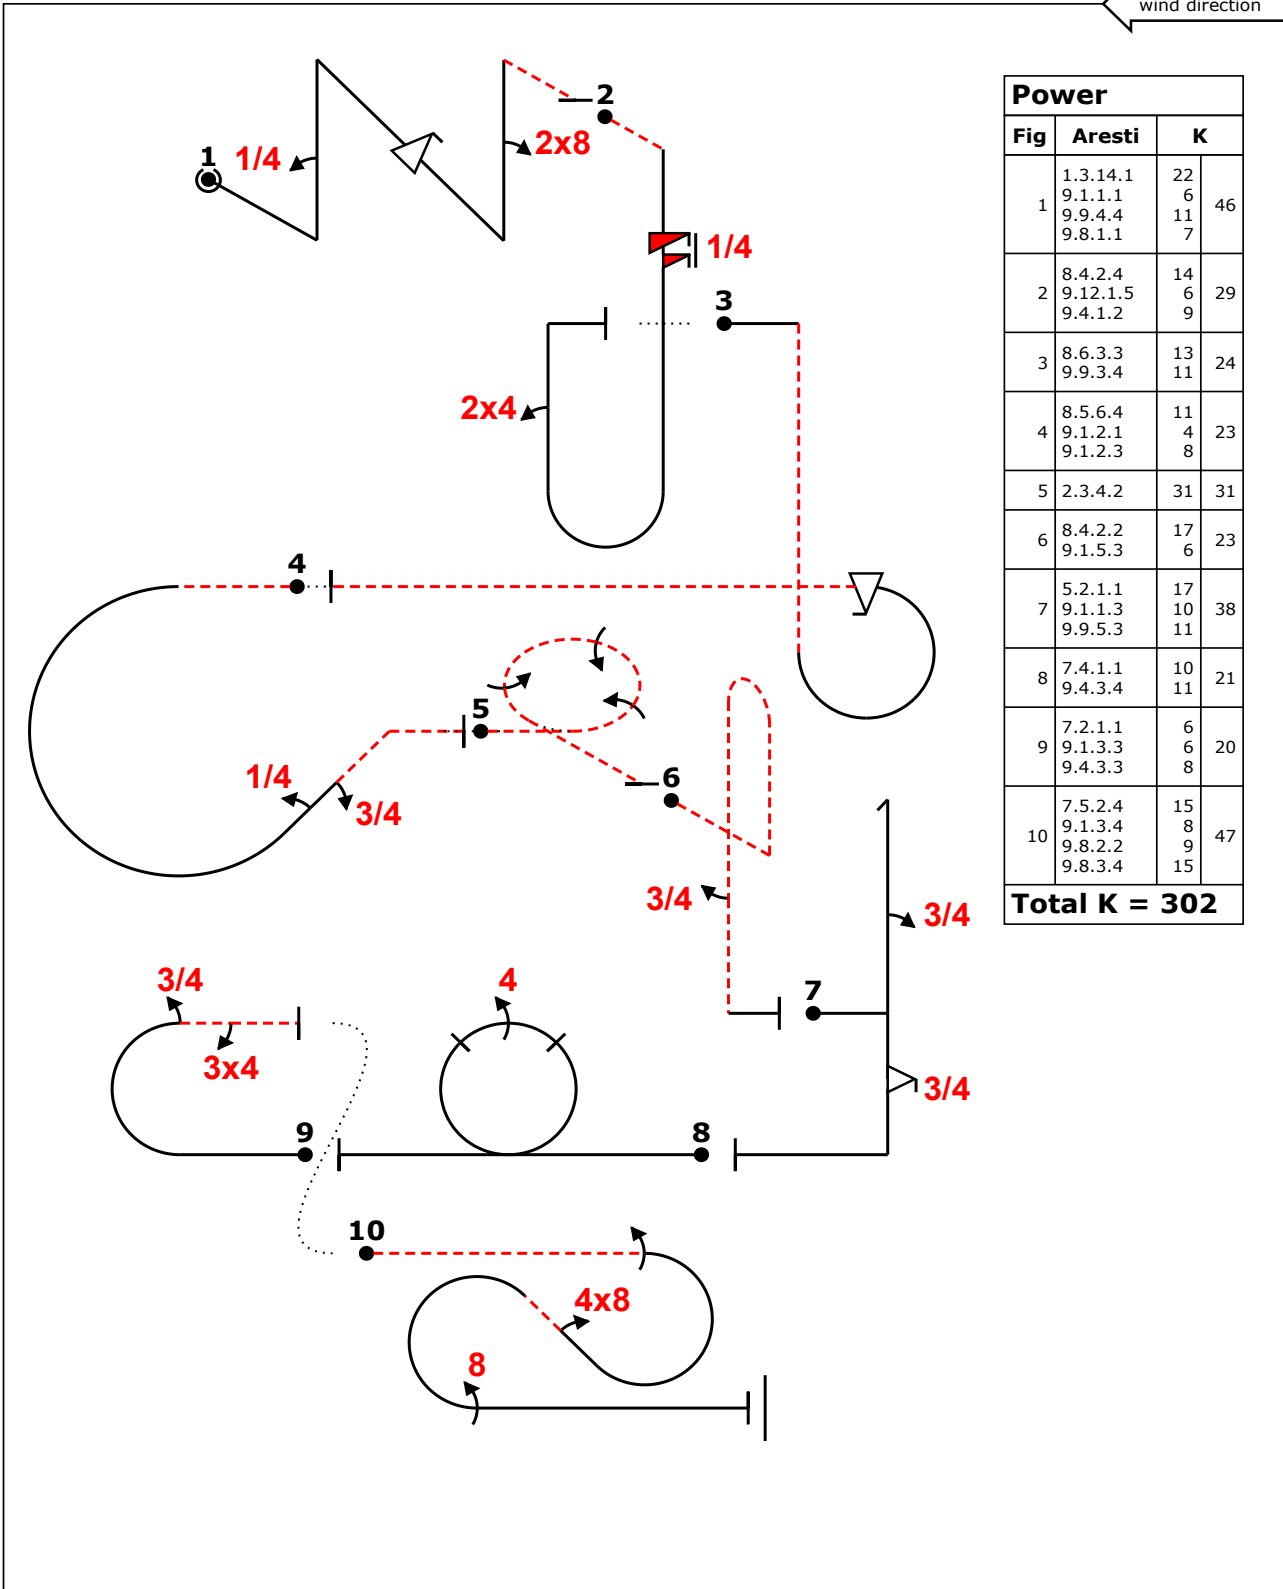 wind direction
1
1/4
2x8
2
1/4
3
2x4
4
5
1/4
3/4
6
3/4
7
3/4
3/4
3/4
3x4
4
9
8
10
4x8
8
Power
Fig Aresti K
1 1.3.14.1 22 46
9.1.1.1 6
9.9.4.4 11
9.8.1.1 7
2 8.4.2.4 14 29
9.12.1.5 6
9.4.1.2 9
3 8.6.3.3 13 24
9.9.3.4 11
4 8.5.6.4 11 23
9.1.2.1 4
9.1.2.3 8
5 2.3.4.2 31 31
6 8.4.2.2 17 23
9.1.5.3 6
7 5.2.1.1 17 38
9.1.1.3 10
9.9.5.3 11
8 7.4.1.1 10 21
9.4.3.4 11
9 7.2.1.1 6 20
9.1.3.3 6
9.4.3.3 8
10 7.5.2.4 15 47
9.1.3.4 8
9.8.2.2 9
9.8.3.4 15
Total K = 302